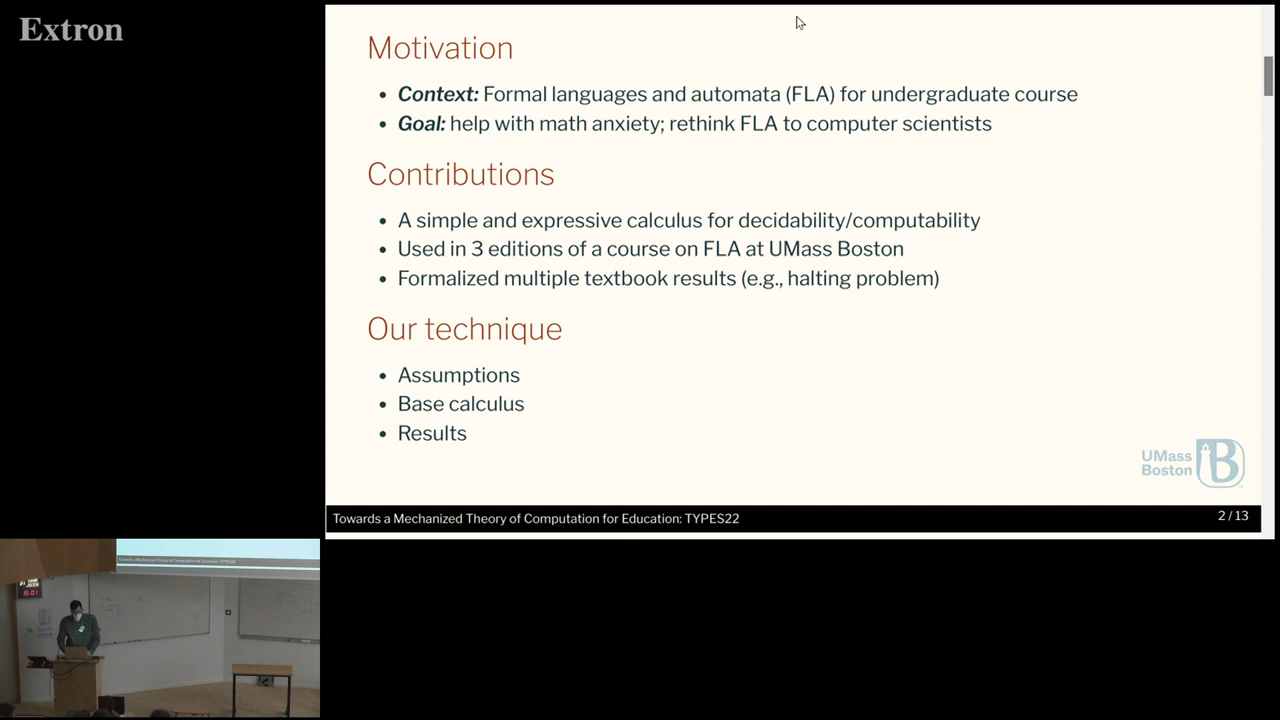 Extron
Motivation
• Context: Formal languages and automata (FLA) for undergraduate course
• Goal: help with math anxiety; rethink FLA to computer scientists
Contributions
• A simple and expressive calculus for decidability/computability
• Used in 3 editions of a course on FLA at UMass Boston
• Formalized multiple textbook results (e.g., halting problem)
Our technique
• Assumptions
• Base calculus
• Results
UMass
Boston B
Towards a Mechanized Theory of Computation for Education: TYPES22
2 / 13